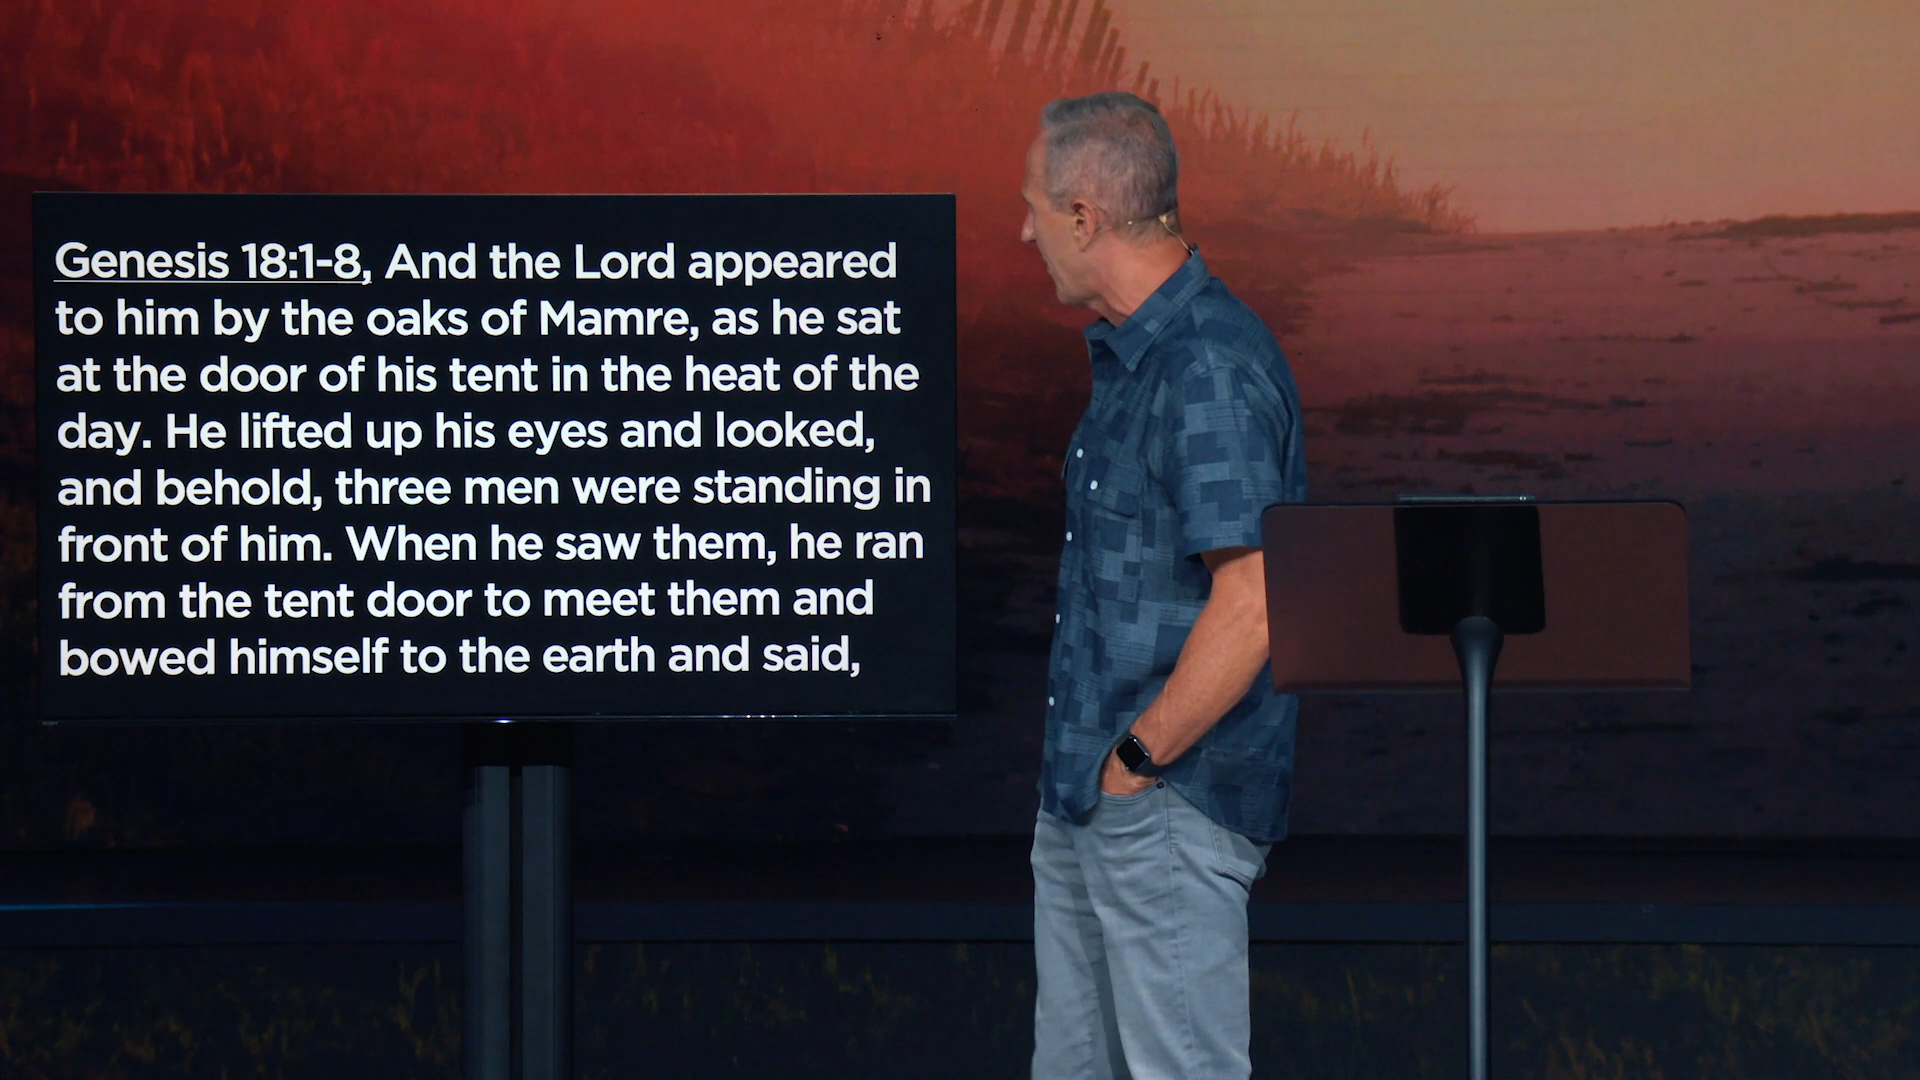 Genesis 18:1-8, And the Lord appeared
to him by the oaks of Mamre, as he sat
at the door of his tent in the heat of the
day. He lifted up his eyes and looked,
and behold, three men were standing in
front of him. When he saw them, he ran
from the tent door to meet them and
bowed himself to the earth and said,